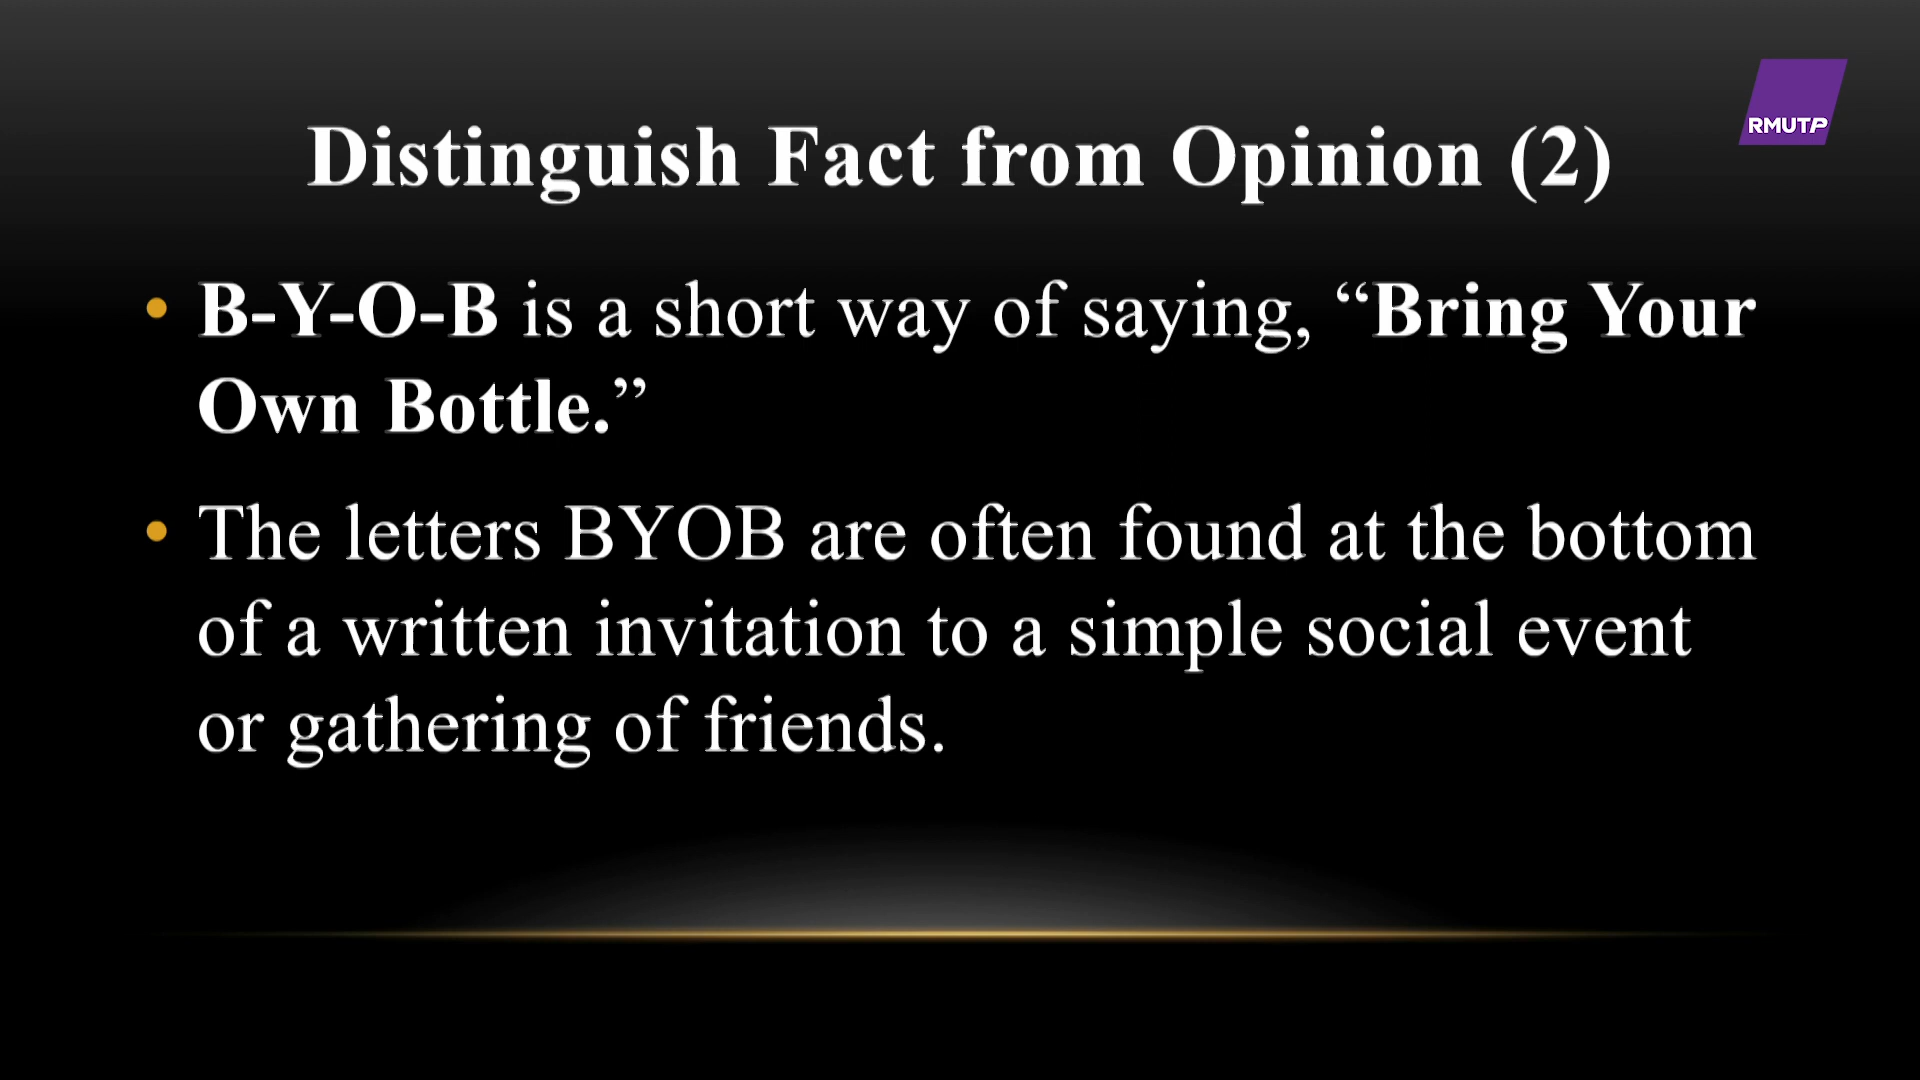 RMUTP
Distinguish Fact from Opinion (2)
• B-Y-O-B is a short way of saying, “Bring Your
Own Bottle.”
• The letters BYOB are often found at the bottom
of a written invitation to a simple social event
or gathering of friends.